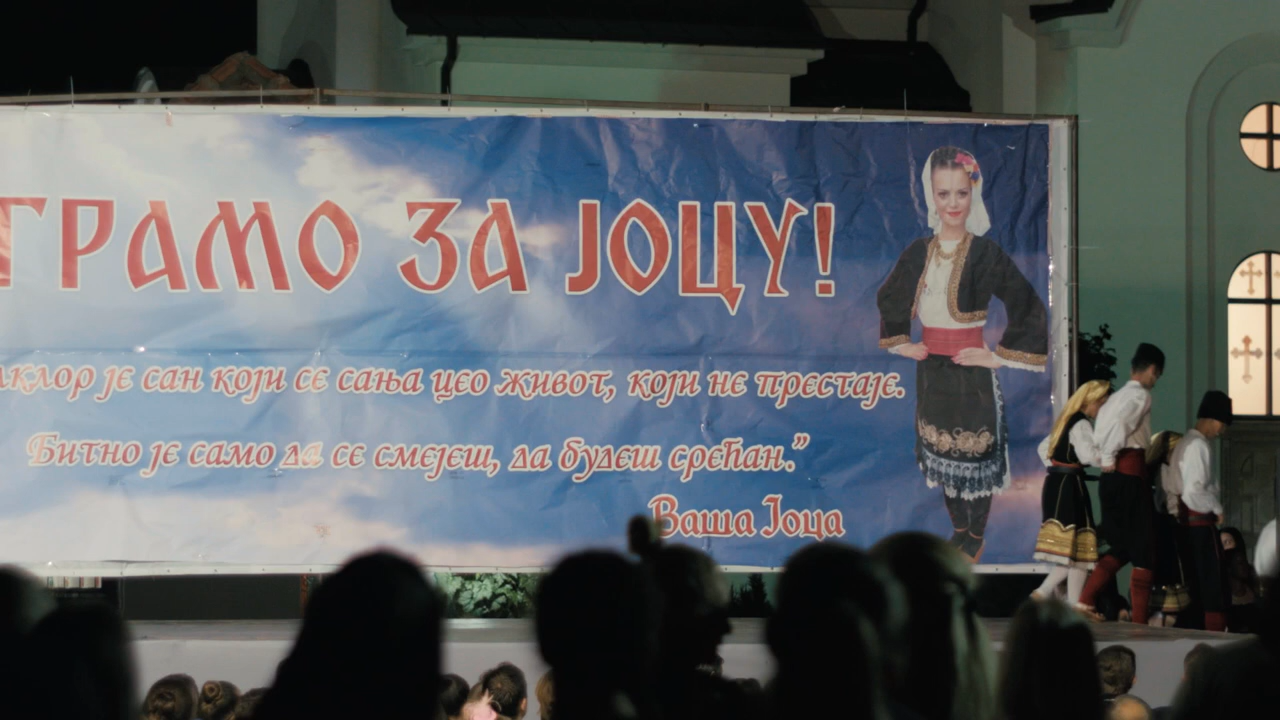 ГРАМО ЗА ЈОЦУ!
клор је сан који се сања цео живот, који не престаје.
Битно је само да се смејеш, да будеш срећан.”
Ваша Јоца